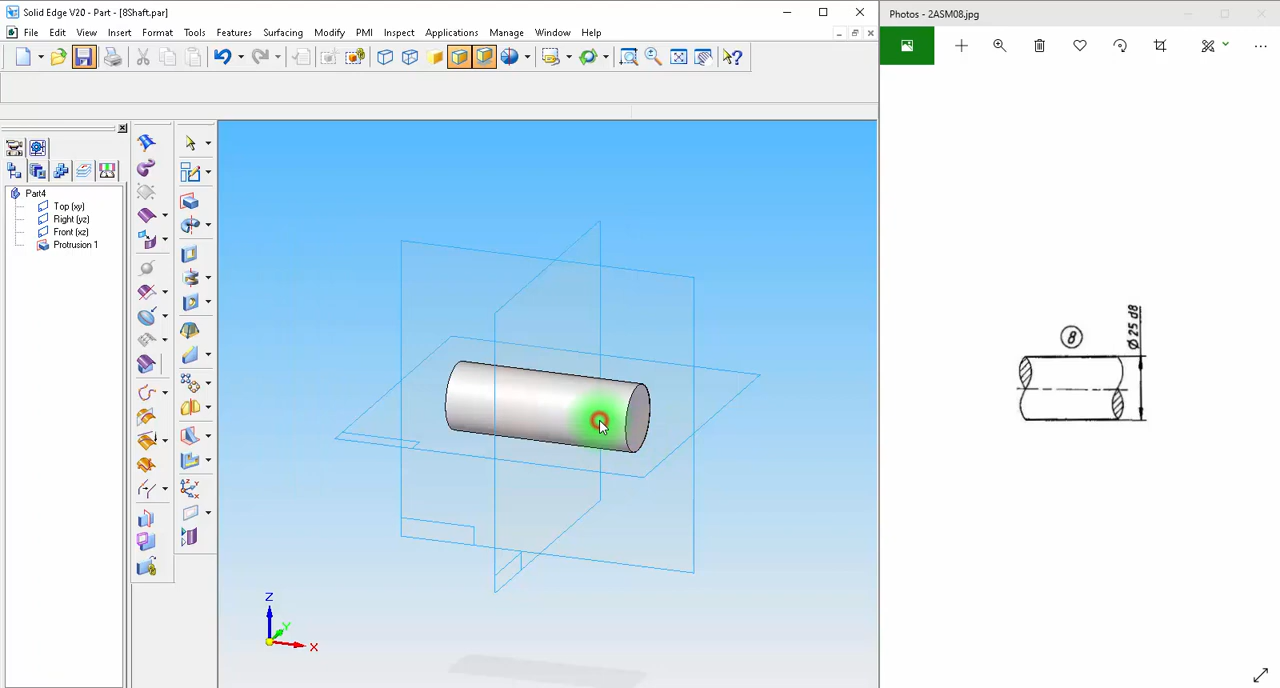 Solid Edge V20 - Part - [8Shaft.par]
File Edit View Insert Format Tools Features Surfacing Modify PMI Inspect Applications Manage Window Help
Part4
Top (xy)
Right (yz)
Front (xz)
Protrusion 1
Z
Y
X
Photos - 2ASM08.jpg
8
Ø 25 d8